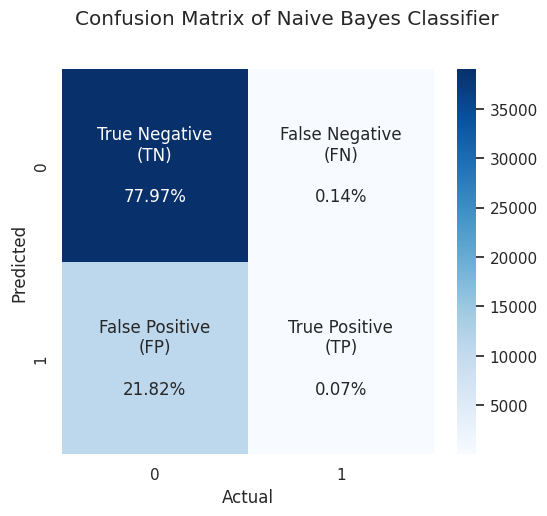 Confusion Matrix of Naive Bayes Classifier
True Negative
(TN)
77.97%
False Negative
(FN)
0.14%
False Positive
(FP)
21.82%
True Positive
(TP)
0.07%
0
1
Predicted
0
1
Actual
35000
30000
25000
20000
15000
10000
5000